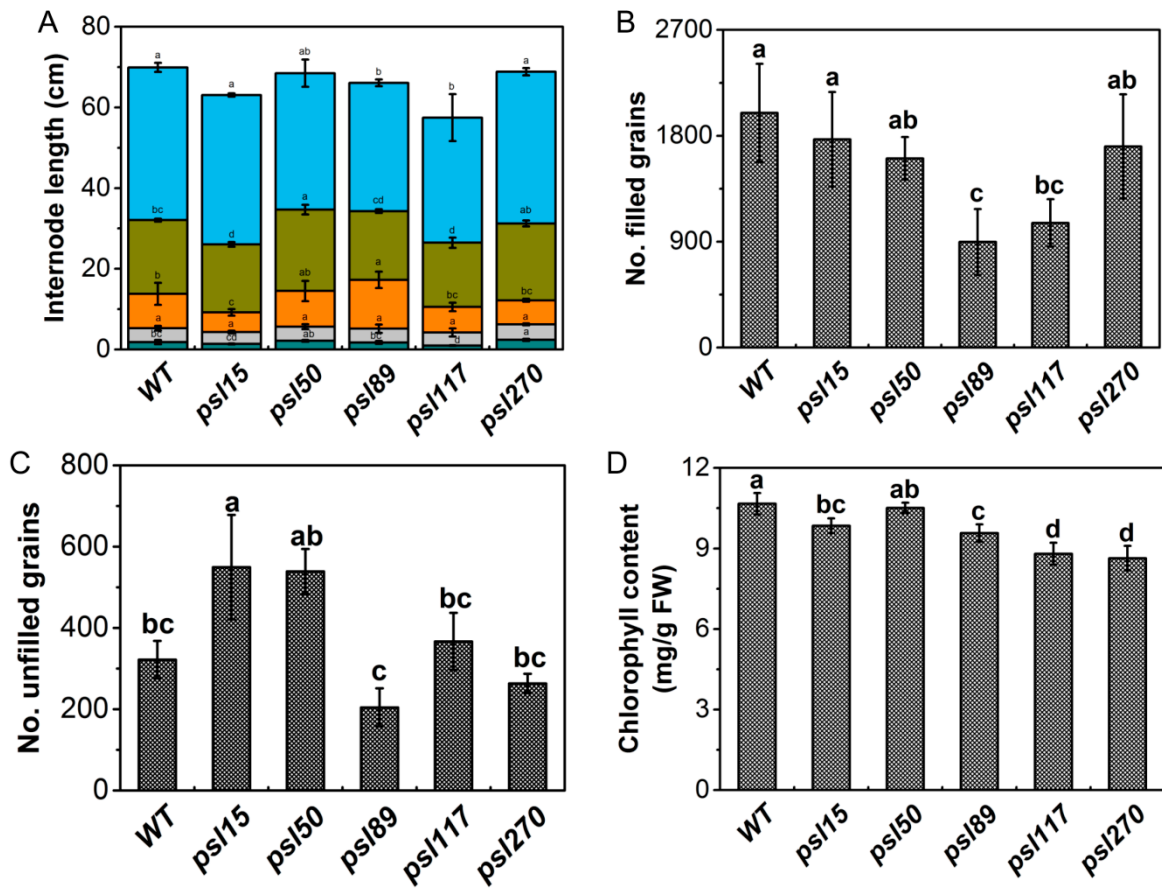 A
Internode length (cm)
80
60
40
20
0
a a ab b b a
bc d a cd d ab
b c ab a bc bc
a a a a a a
bc cd ab bc d a
WT psl15 psl50 psl89 psl117 psl270
B
No. filled grains
2700
1800
900
0
a a ab c bc ab
WT psl15 psl50 psl89 psl117 psl270
C
No. unfilled grains
800
600
400
200
0
bc a ab c bc bc
WT psl15 psl50 psl89 psl117 psl270
D
Chlorophyll content
(mg/g FW)
12
9
6
3
0
a bc ab c d d
WT psl15 psl50 psl89 psl117 psl270